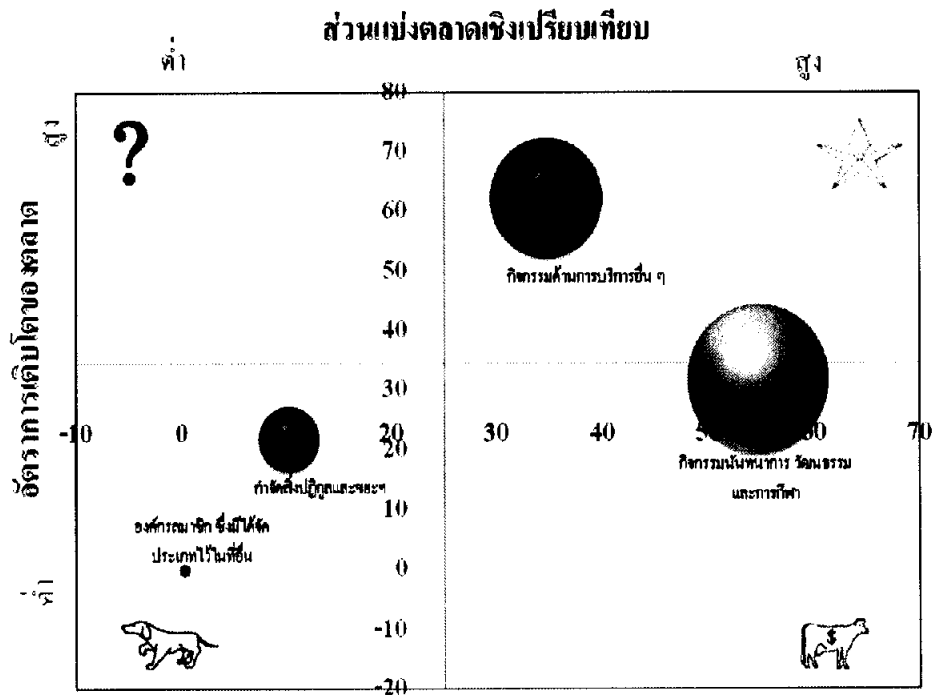 ส่วนแบ่งตลาดเชิงเปรียบเทียบ
ต่ำ สูง
80
สูง
?
70
60
50
กิจกรรมด้านการบริการอื่น ๆ
40
อัตราการเติบโตของตลาด
30
-10 0 20 30 40 60 70
20
กิจกรรมนันทนาการ วัฒนธรรม
และการกีฬา
กำจัดสิ่งปฏิกูลและขยะฯ
10
องค์กรสมาชิก ซึ่งมิได้จัด
ประเภทไว้ในที่อื่น
0
ต่ำ
-10
$
-20